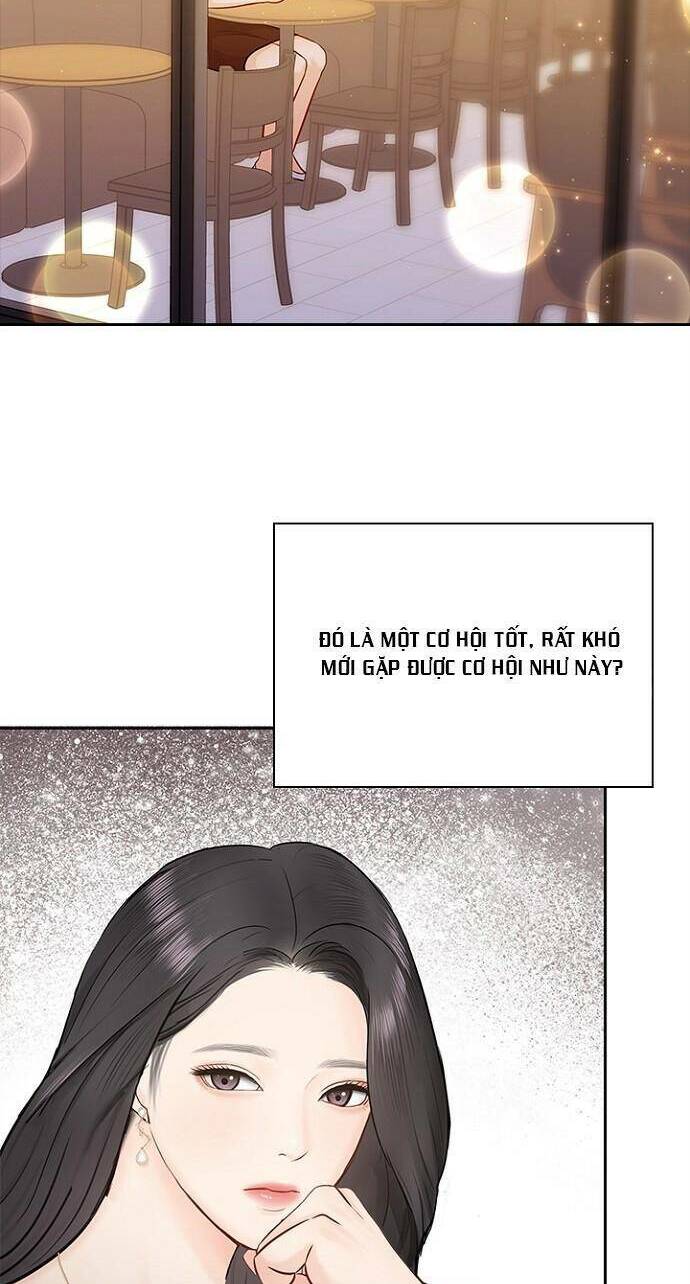 ĐÓ LÀ MỘT CƠ HỘI TỐT, RẤT KHÓ
MỚI GẶP ĐƯỢC CƠ HỘI NHƯ NÀY?